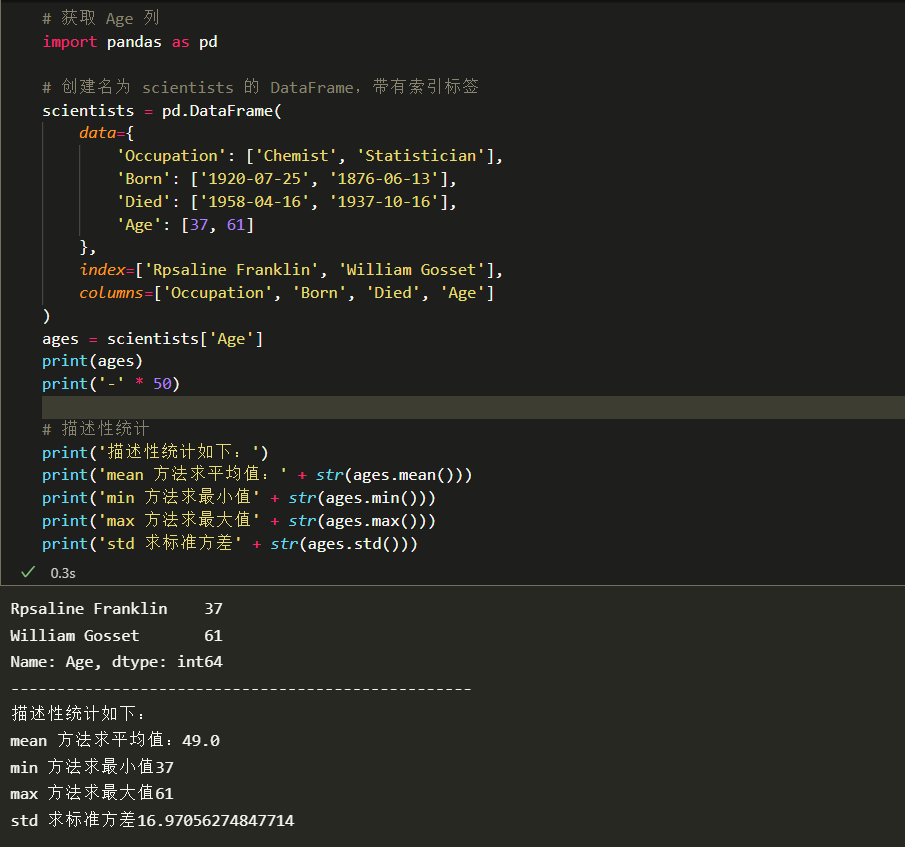 # 获取 Age 列
import pandas as pd
# 创建名为 scientists 的 DataFrame，带有索引标签
scientists = pd.DataFrame(
    data={
        'Occupation': ['Chemist', 'Statistician'],
        'Born': ['1920-07-25', '1876-06-13'],
        'Died': ['1958-04-16', '1937-10-16'],
        'Age': [37, 61]
    },
    index=['Rpsaline Franklin', 'William Gosset'],
    columns=['Occupation', 'Born', 'Died', 'Age']
)
ages = scientists['Age']
print(ages)
print('-' * 50)
# 描述性统计
print('描述性统计如下：')
print('mean 方法求平均值：' + str(ages.mean()))
print('min 方法求最小值' + str(ages.min()))
print('max 方法求最大值' + str(ages.max()))
print('std 求标准方差' + str(ages.std()))
0.3s
Rpsaline Franklin    37
William Gosset       61
Name: Age, dtype: int64
--------------------------------------------------
描述性统计如下：
mean 方法求平均值：49.0
min 方法求最小值37
max 方法求最大值61
std 求标准方差16.97056274847714